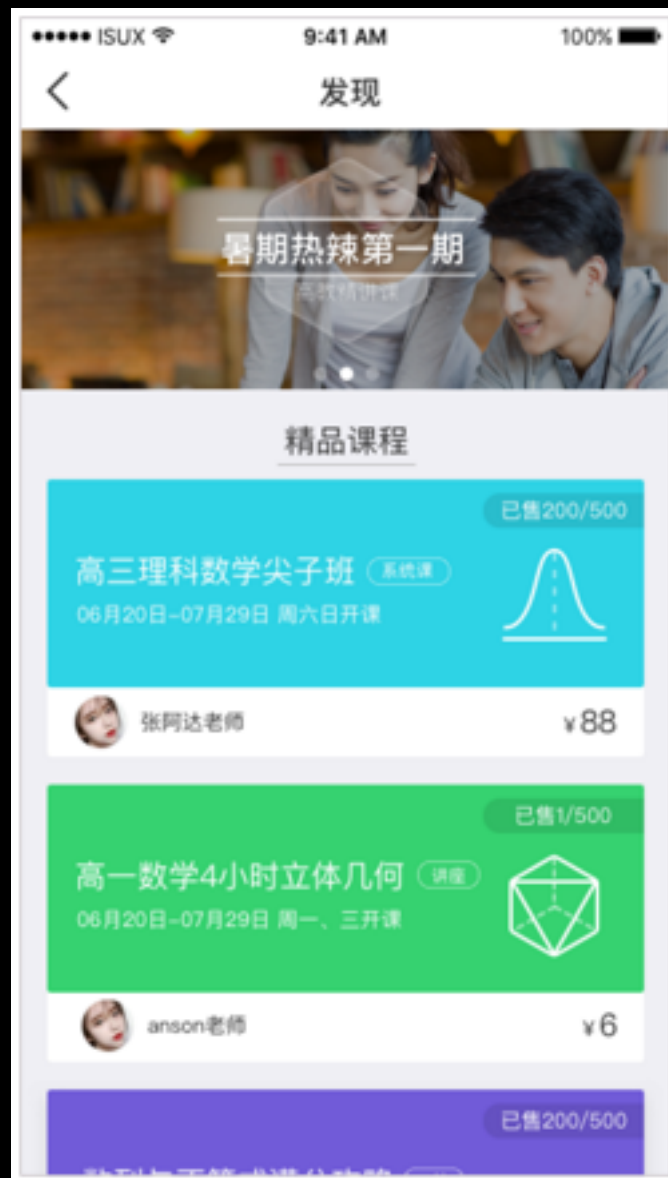 ISUX
9:41 AM
100%
发现
暑期热辣第一期
高效精讲课
精品课程
已售200/500
高三理科数学尖子班 系统课
06月20日-07月29日 周六日开课
张阿达老师
¥88
已售1/500
高一数学4小时立体几何 讲座
06月20日-07月29日 周一、三开课
anson老师
¥6
已售200/500